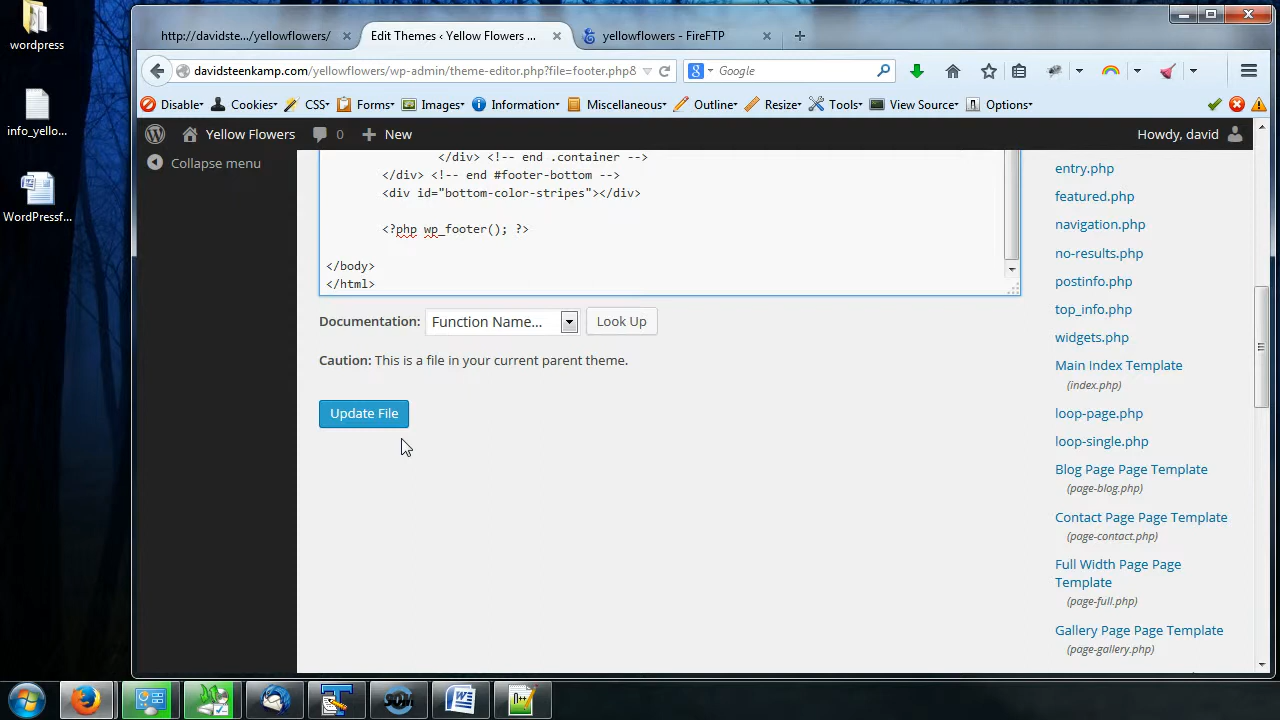 wordpress
info_yello...
WordPressf...
http://davidste.../yellowflowers/
Edit Themes ‹ Yellow Flowers ...
yellowflowers - FireFTP
davidsteenkamp.com/yellowflowers/wp-admin/theme-editor.php?file=footer.php&
Google
Disable
Cookies
CSS
Forms
Images
Information
Miscellaneous
Outline
Resize
Tools
View Source
Options
Yellow Flowers
0
New
Howdy, david
Collapse menu
</div> <!-- end .container -->
</div> <!-- end #footer-bottom -->
<div id="bottom-color-stripes"></div>
<?php wp_footer(); ?>
</body>
</html>
Documentation:
Function Name...
Look Up
Caution: This is a file in your current parent theme.
Update File
entry.php
featured.php
navigation.php
no-results.php
postinfo.php
top_info.php
widgets.php
Main Index Template
(index.php)
loop-page.php
loop-single.php
Blog Page Page Template
(page-blog.php)
Contact Page Page Template
(page-contact.php)
Full Width Page Page
Template
(page-full.php)
Gallery Page Page Template
(page-gallery.php)